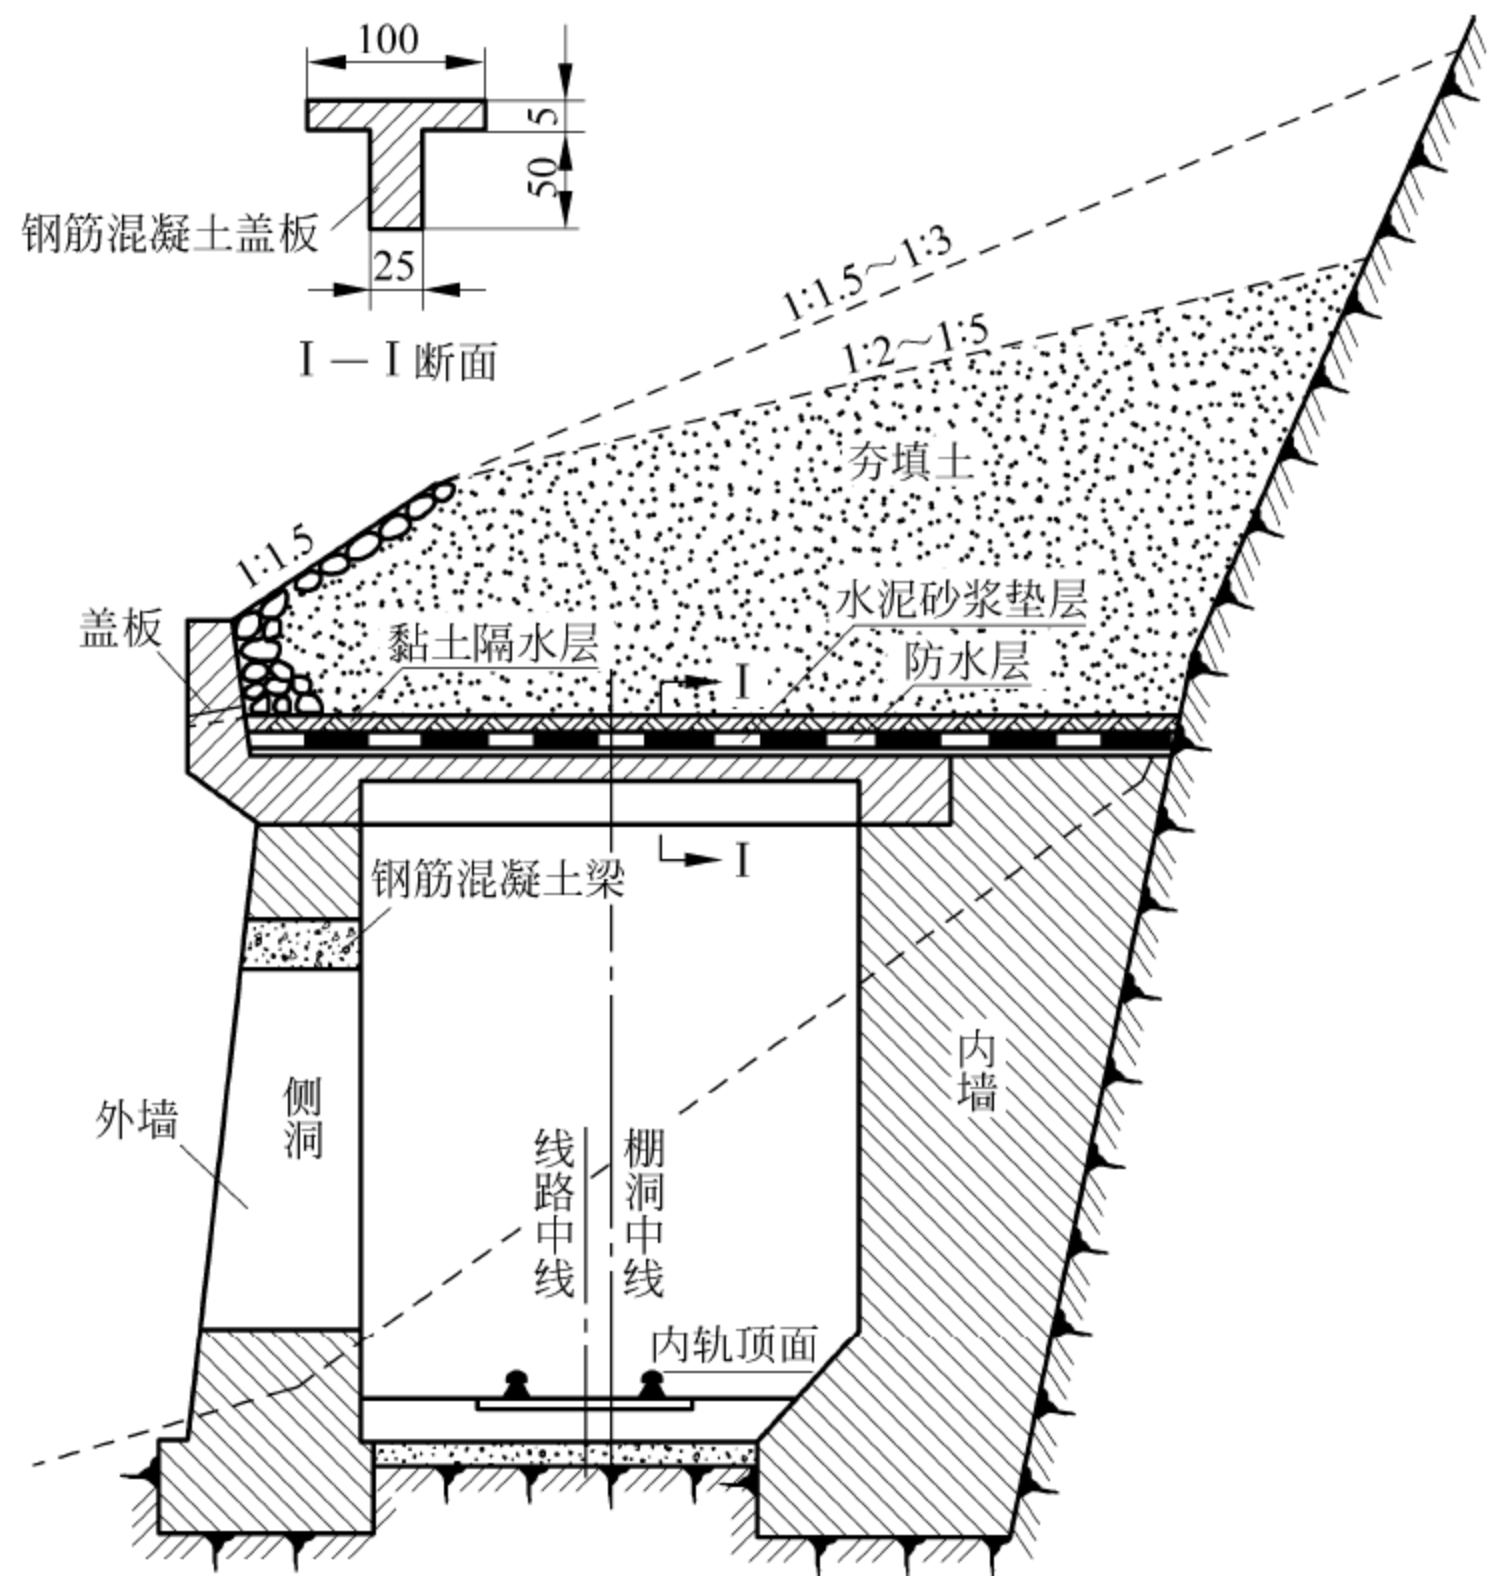 100
5
50
钢筋混凝土盖板
25
I－I断面
1:1.5～1:3
1:2～1:5
夯填土
1:1.5
水泥砂浆垫层
盖板
黏土隔水层
防水层
I
I
钢筋混凝土梁
内墙
侧洞
外墙
线路中线
棚洞中线
内轨顶面